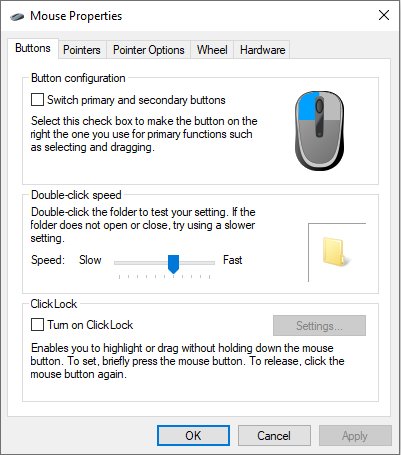 Mouse Properties
Buttons Pointers Pointer Options Wheel Hardware
Button configuration
Switch primary and secondary buttons
Select this check box to make the button on the
right the one you use for primary functions such
as selecting and dragging.
Double-click speed
Double-click the folder to test your setting. If the
folder does not open or close, try using a slower
setting.
Speed: Slow Fast
ClickLock
Turn on ClickLock Settings...
Enables you to highlight or drag without holding down the mouse
button. To set, briefly press the mouse button. To release, click the
mouse button again.
OK Cancel Apply